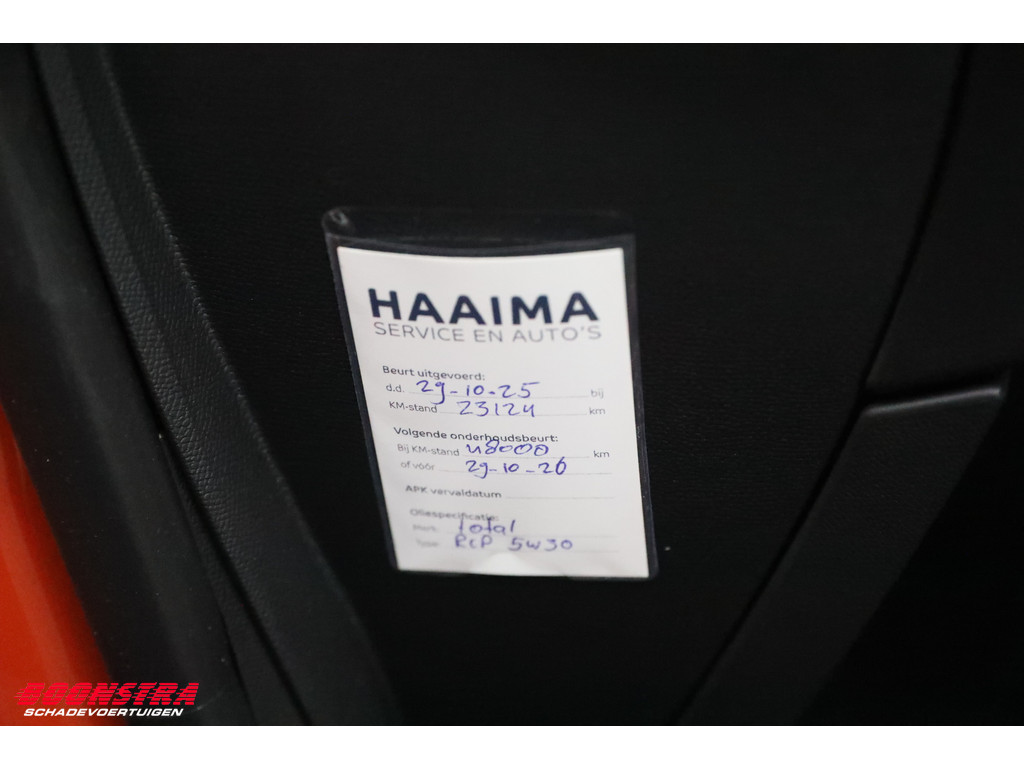 HAAIMA
SERVICE EN AUTO'S
Beurt uitgevoerd:
d.d. 29-10-25 bij
KM-stand 23124 km
Volgende onderhoudsbeurt:
Bij KM-stand 48000 km
of vóór 29-10-26
APK vervaldatum
Oliespecificatie:
Merk: total
Type: RCP 5W30
BOONSTRA
SCHADEVOERTUIGEN